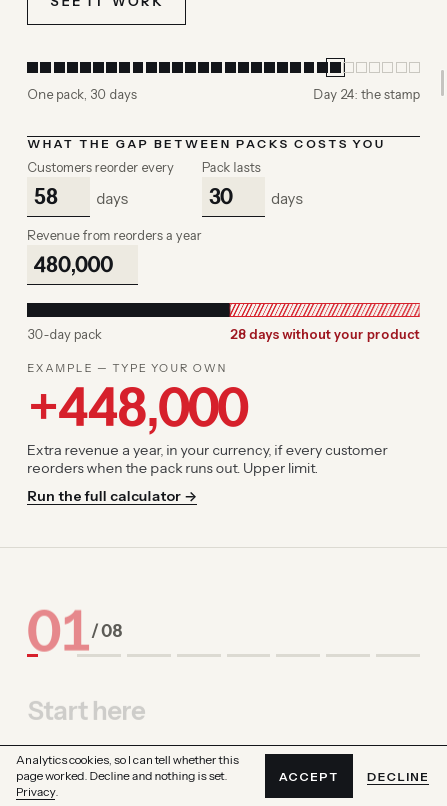 SEE IT WORK
One pack, 30 days
Day 24: the stamp
WHAT THE GAP BETWEEN PACKS COSTS YOU
Customers reorder every
Pack lasts
58 days
30 days
Revenue from reorders a year
480,000
30-day pack
28 days without your product
EXAMPLE — TYPE YOUR OWN
+448,000
Extra revenue a year, in your currency, if every customer
reorders when the pack runs out. Upper limit.
Run the full calculator →
01 / 08
Start here
Analytics cookies, so I can tell whether this
page worked. Decline and nothing is set.
Privacy.
ACCEPT
DECLINE